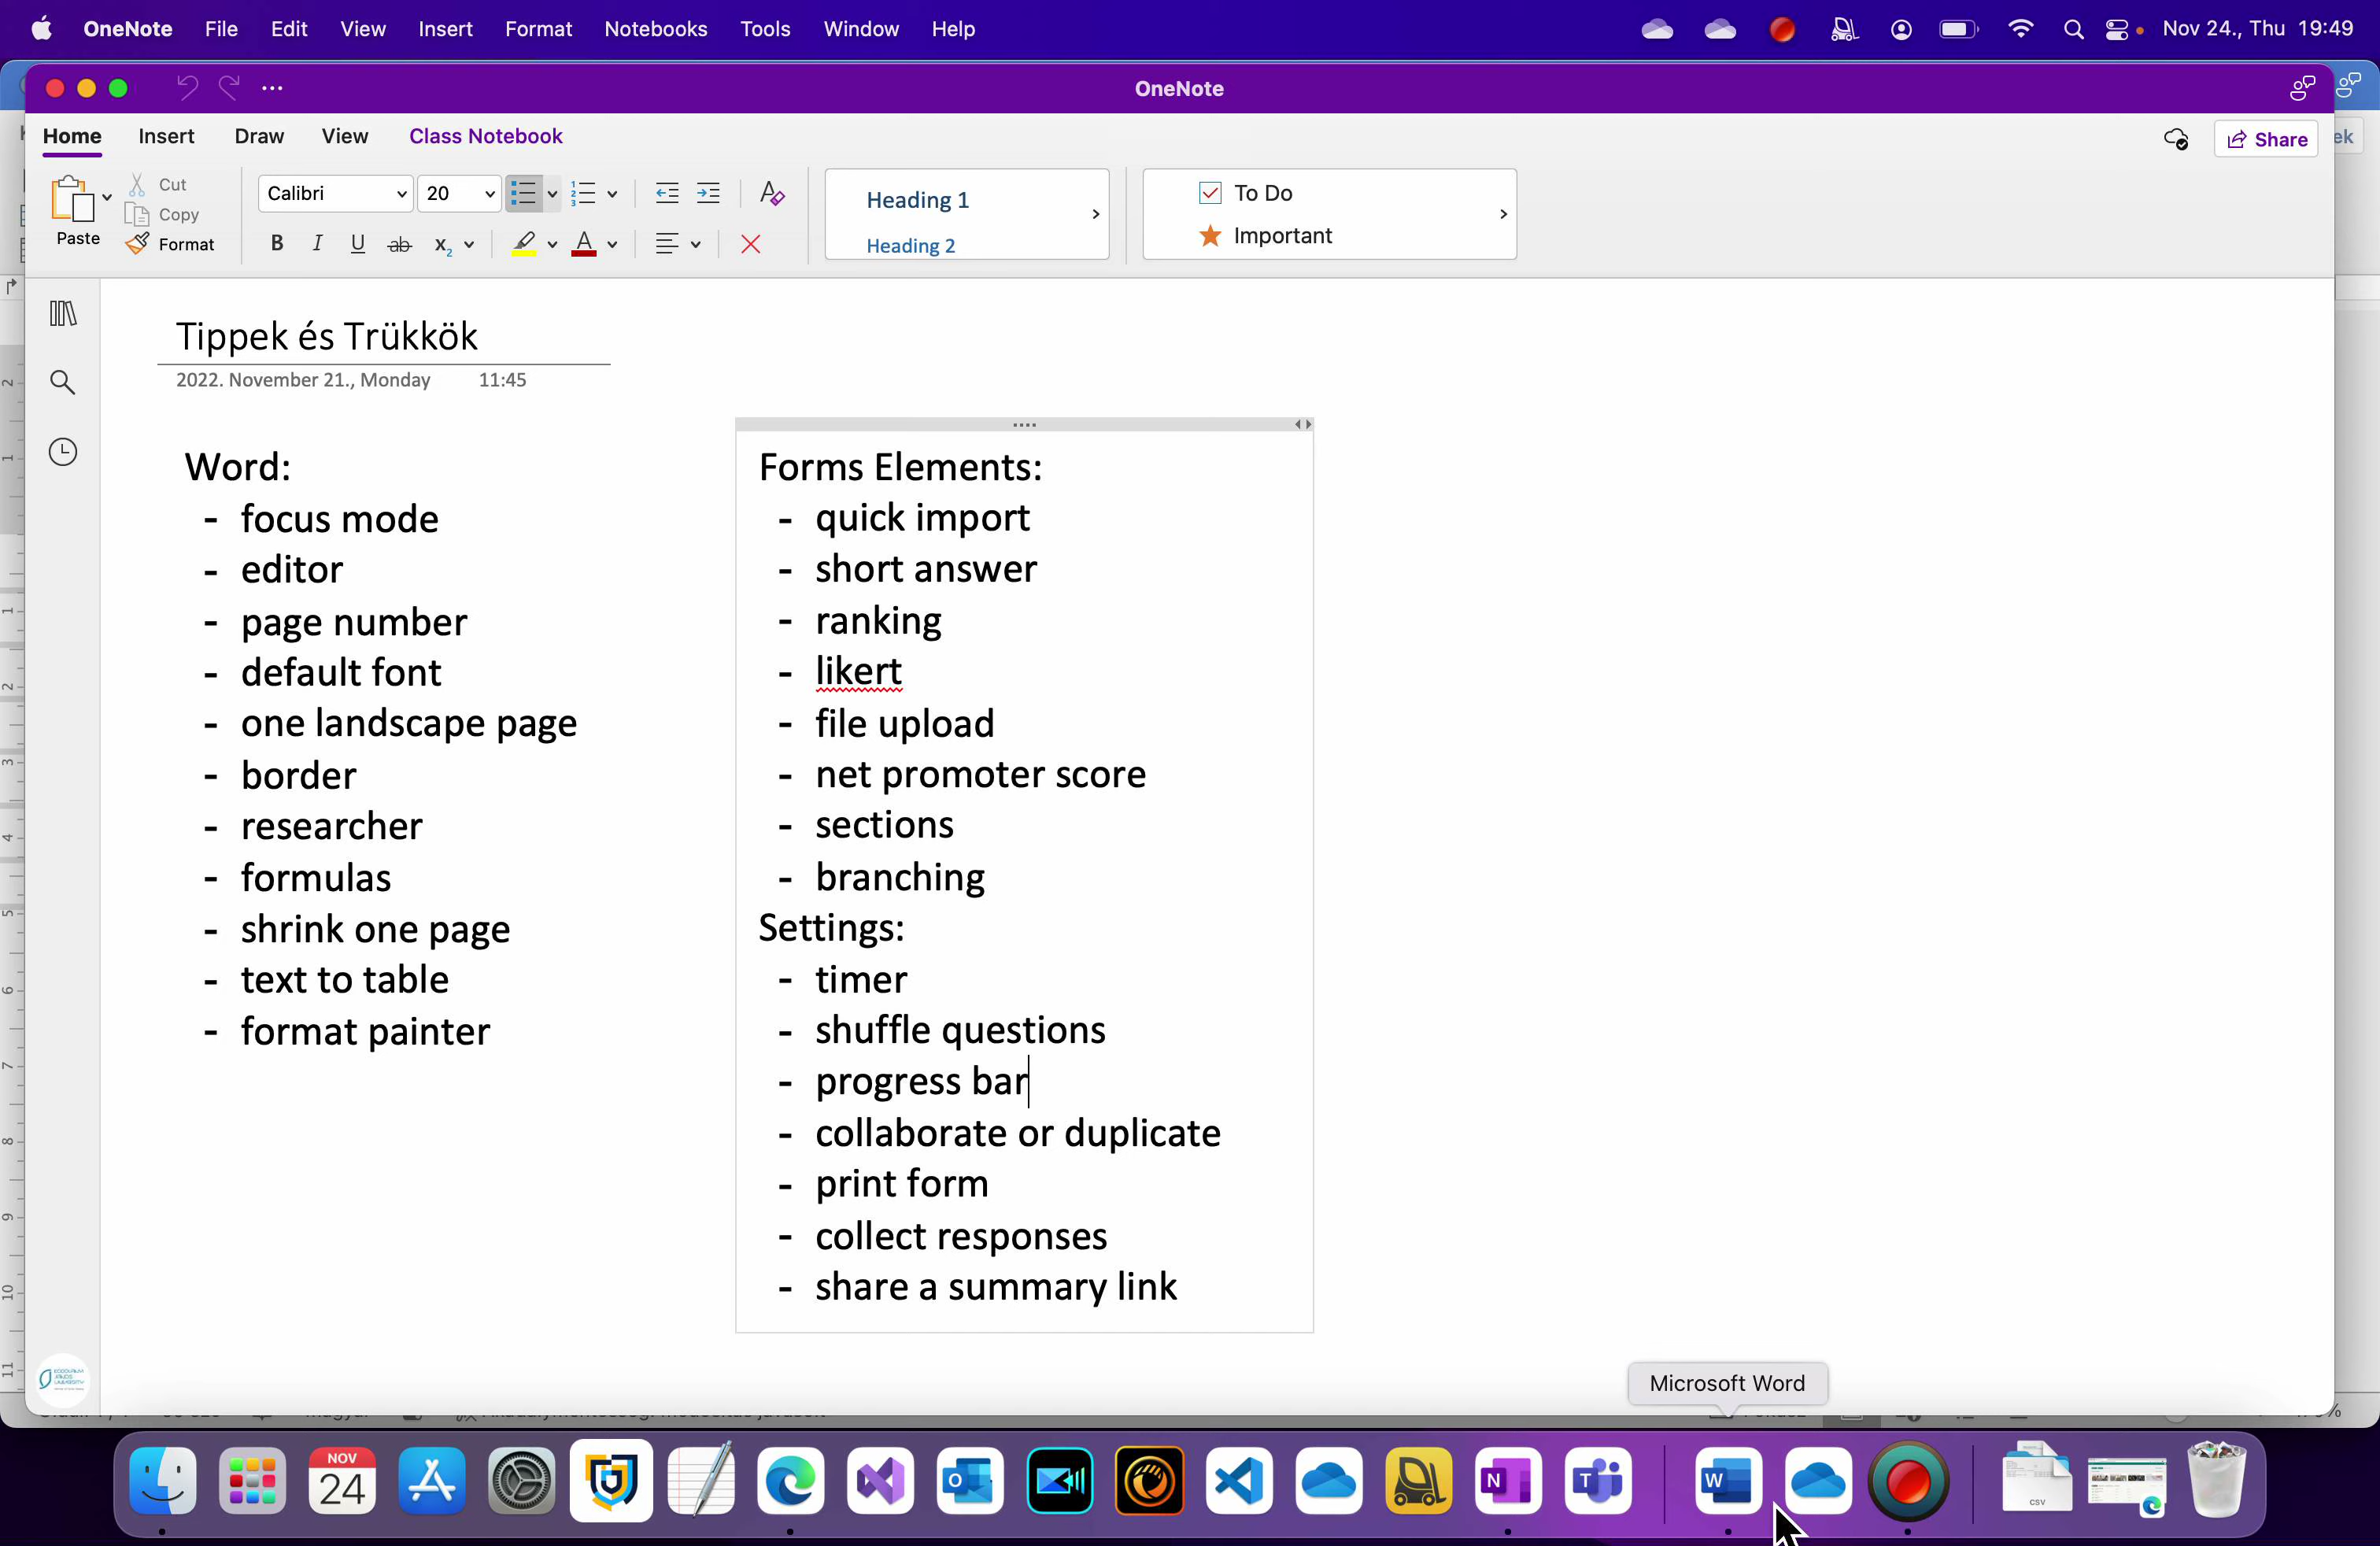 OneNote File Edit View Insert Format Notebooks Tools Window Help Nov 24., Thu 19:49
OneNote
Home Insert Draw View Class Notebook Share ek
Paste Cut Copy Format
Calibri 20
B I U ab x2 A
Heading 1
Heading 2
To Do
Important
Tippek és Trükkök
2022. November 21., Monday 11:45
Word:
- focus mode
- editor
- page number
- default font
- one landscape page
- border
- researcher
- formulas
- shrink one page
- text to table
- format painter
Forms Elements:
- quick import
- short answer
- ranking
- likert
- file upload
- net promoter score
- sections
- branching
Settings:
- timer
- shuffle questions
- progress bar
- collaborate or duplicate
- print form
- collect responses
- share a summary link
Microsoft Word
NOV
24
CSV